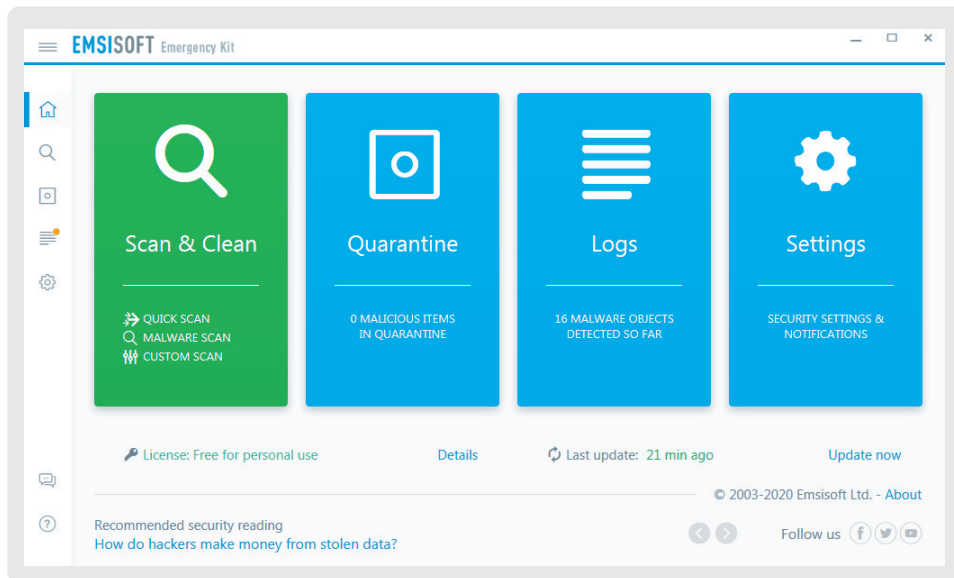 EMSISOFT Emergency Kit
Scan & Clean
QUICK SCAN
MALWARE SCAN
CUSTOM SCAN
Quarantine
0 MALICIOUS ITEMS
IN QUARANTINE
Logs
16 MALWARE OBJECTS
DETECTED SO FAR
Settings
SECURITY SETTINGS &
NOTIFICATIONS
License: Free for personal use
Details
Last update: 21 min ago
Update now
© 2003-2020 Emsisoft Ltd. - About
Recommended security reading
How do hackers make money from stolen data?
Follow us